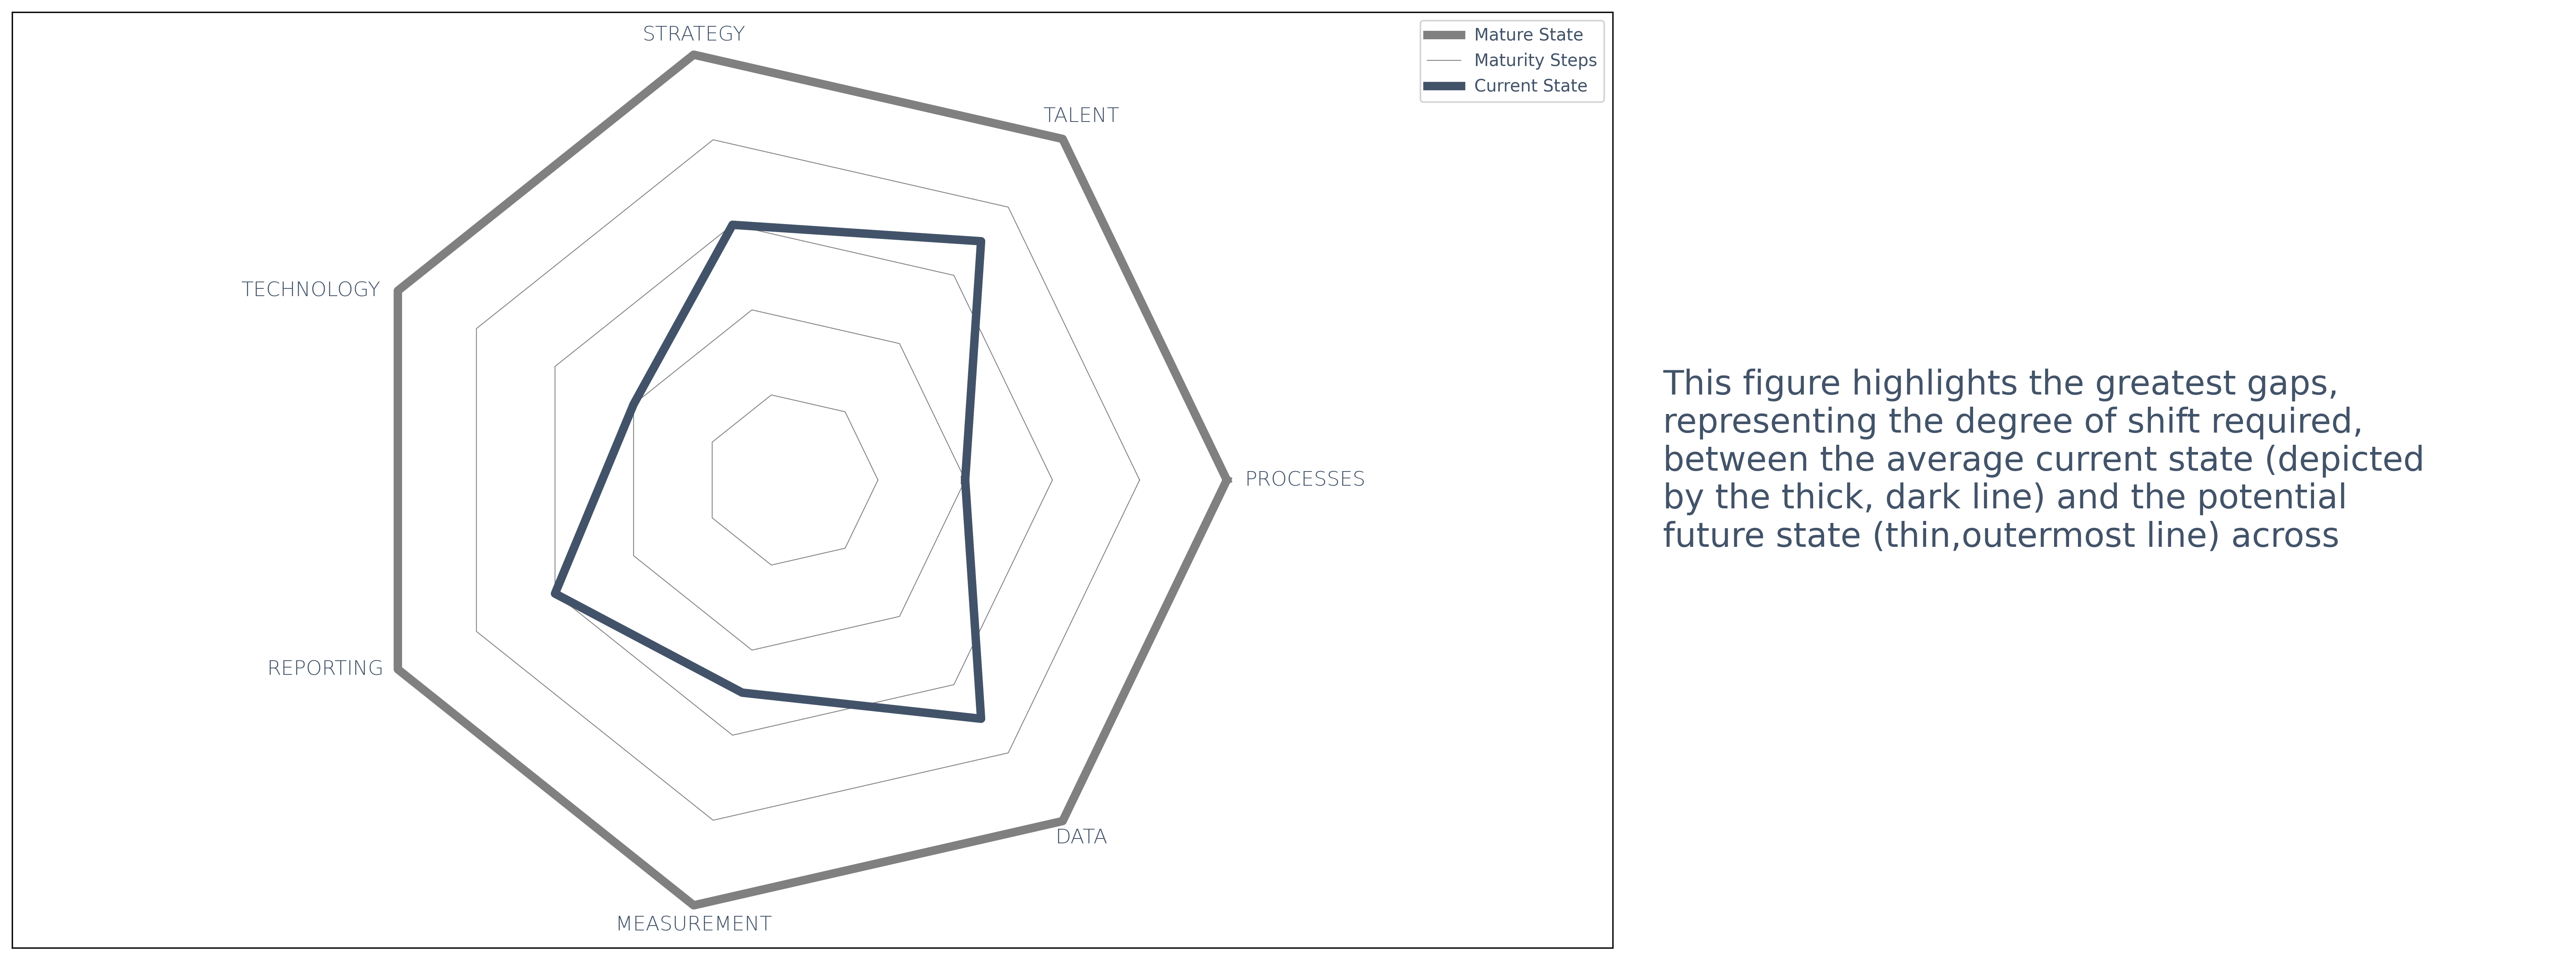 STRATEGY
Mature State
Maturity Steps
Current State
TALENT
TECHNOLOGY
PROCESSES
REPORTING
DATA
MEASUREMENT
This figure highlights the greatest gaps,
representing the degree of shift required,
between the average current state (depicted
by the thick, dark line) and the potential
future state (thin,outermost line) across